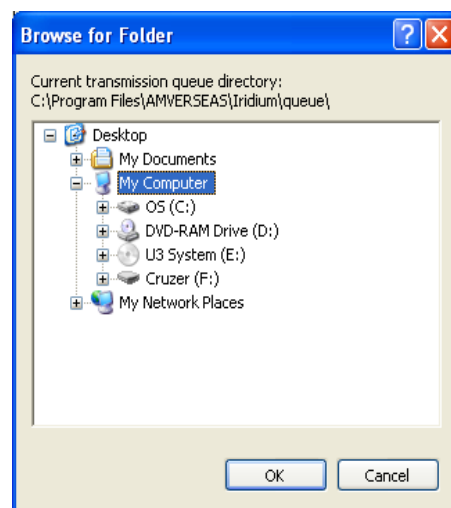 Browse for Folder
Current transmission queue directory:
C:\Program Files\AMVERSEAS\Iridium\queue\
Desktop
My Documents
My Computer
OS (C:)
DVD-RAM Drive (D:)
U3 System (E:)
Cruzer (F:)
My Network Places
OK Cancel